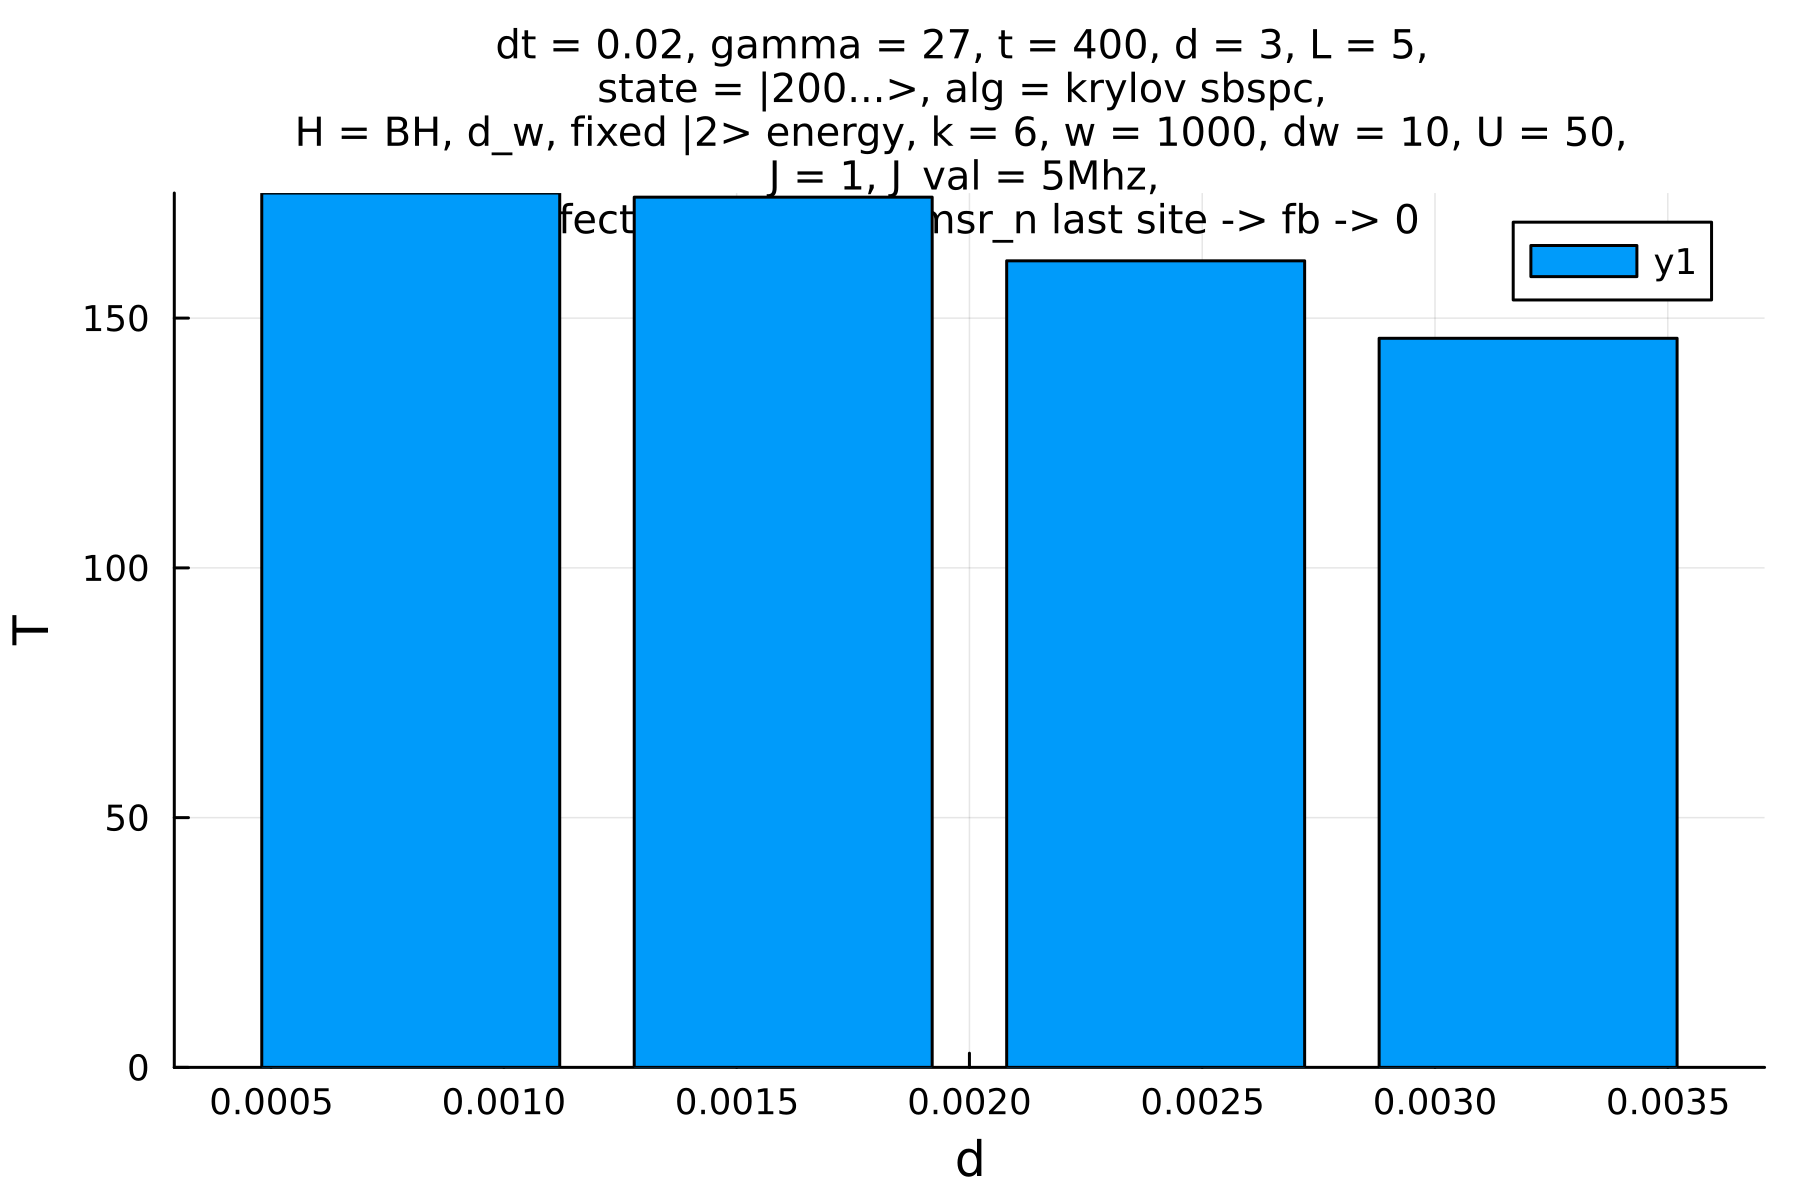 dt = 0.02, gamma = 27, t = 400, d = 3, L = 5,
state = |200...>, alg = krylov sbspc,
H = BH, d_w, fixed |2> energy, k = 6, w = 1000, dw = 10, U = 50,
J = 1, J_val = 5Mhz,
last site -> fb -> 0
y1
150
100
50
0
T
0.0005 0.0010 0.0015 0.0020 0.0025 0.0030 0.0035
d